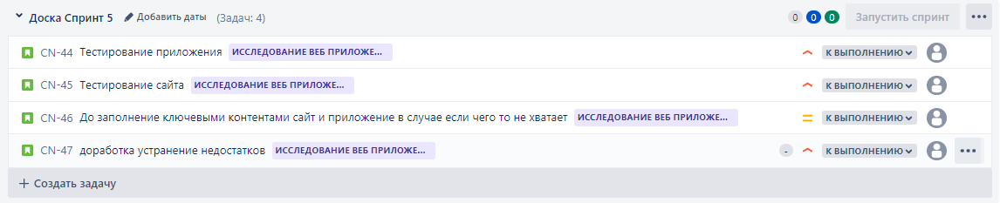 Доска Спринт 5 Добавить даты (Задач: 4) 0 0 0 Запустить спринт
CN-44 Тестирование приложения ИССЛЕДОВАНИЕ ВЕБ ПРИЛОЖЕ... К ВЫПОЛНЕНИЮ
CN-45 Тестирование сайта ИССЛЕДОВАНИЕ ВЕБ ПРИЛОЖЕ... К ВЫПОЛНЕНИЮ
CN-46 До заполнение ключевыми контентами сайт и приложение в случае если чего то не хватает ИССЛЕДОВАНИЕ ВЕБ ПРИЛОЖЕ... К ВЫПОЛНЕНИЮ
CN-47 доработка устранение недостатков ИССЛЕДОВАНИЕ ВЕБ ПРИЛОЖЕ... - К ВЫПОЛНЕНИЮ
+ Создать задачу